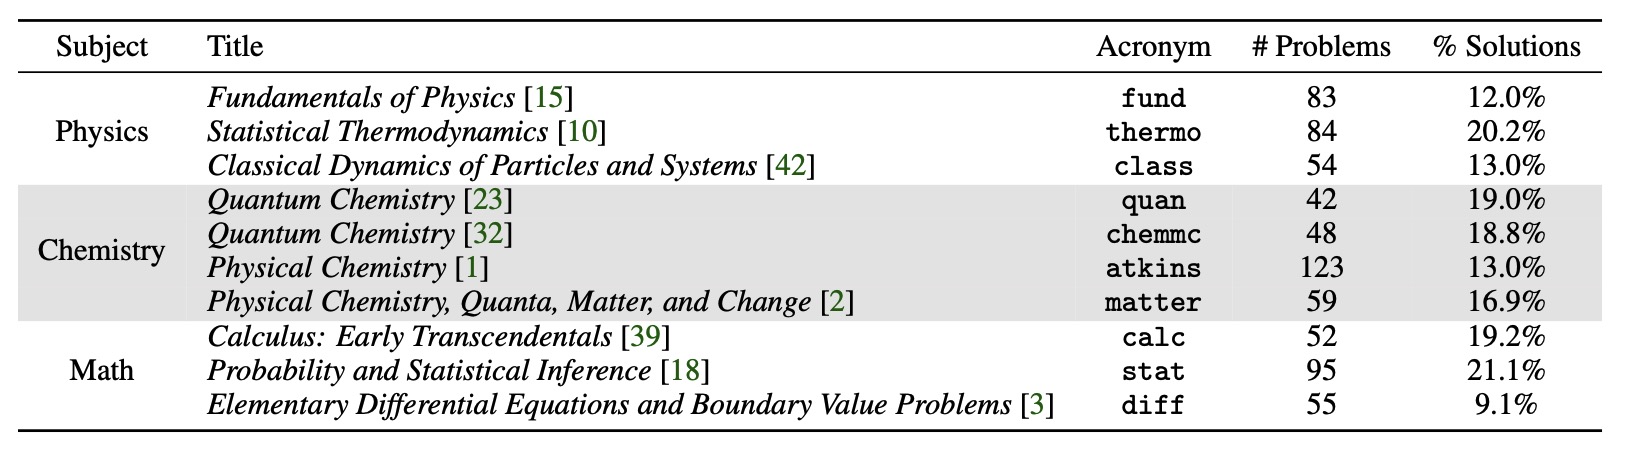 Subject Title Acronym # Problems % Solutions
Fundamentals of Physics [15] fund 83 12.0%
Physics Statistical Thermodynamics [10] thermo 84 20.2%
Classical Dynamics of Particles and Systems [42] class 54 13.0%
Quantum Chemistry [23] quan 42 19.0%
Chemistry Quantum Chemistry [32] chemmc 48 18.8%
Physical Chemistry [1] atkins 123 13.0%
Physical Chemistry, Quanta, Matter, and Change [2] matter 59 16.9%
Calculus: Early Transcendentals [39] calc 52 19.2%
Math Probability and Statistical Inference [18] stat 95 21.1%
Elementary Differential Equations and Boundary Value Problems [3] diff 55 9.1%